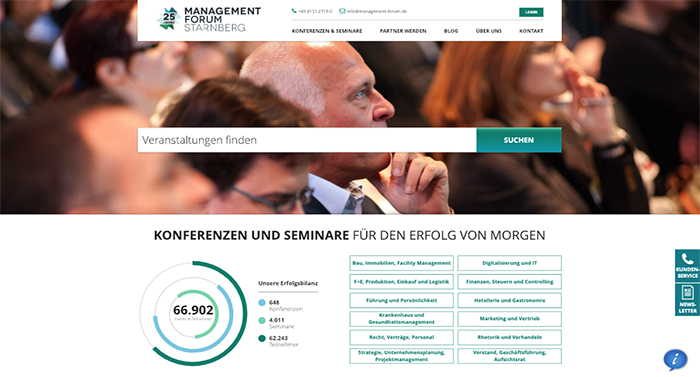 25
JAHRE
MANAGEMENT
FORUM
STARNBERG
+49 8151 2719-0
info@management-forum.de
LOGIN
KONFERENZEN & SEMINARE
PARTNER WERDEN
BLOG
ÜBER UNS
KONTAKT
Veranstaltungen finden
SUCHEN
KONFERENZEN UND SEMINARE FÜR DEN ERFOLG VON MORGEN
66.902
Events & Teilnehmer
Unsere Erfolgsbilanz
648
Konferenzen
4.011
Seminare
62.243
Teilnehmer
Bau, Immobilien, Facility Management
Digitalisierung und IT
F+E, Produktion, Einkauf und Logistik
Finanzen, Steuern und Controlling
Führung und Persönlichkeit
Hotellerie und Gastronomie
Krankenhaus und
Gesundheitsmanagement
Marketing und Vertrieb
Recht, Verträge, Personal
Rhetorik und Verhandeln
Strategie, Unternehmensplanung,
Projektmanagement
Vorstand, Geschäftsführung,
Aufsichtsrat
KUNDEN-
SERVICE
NEWS-
LETTER
i